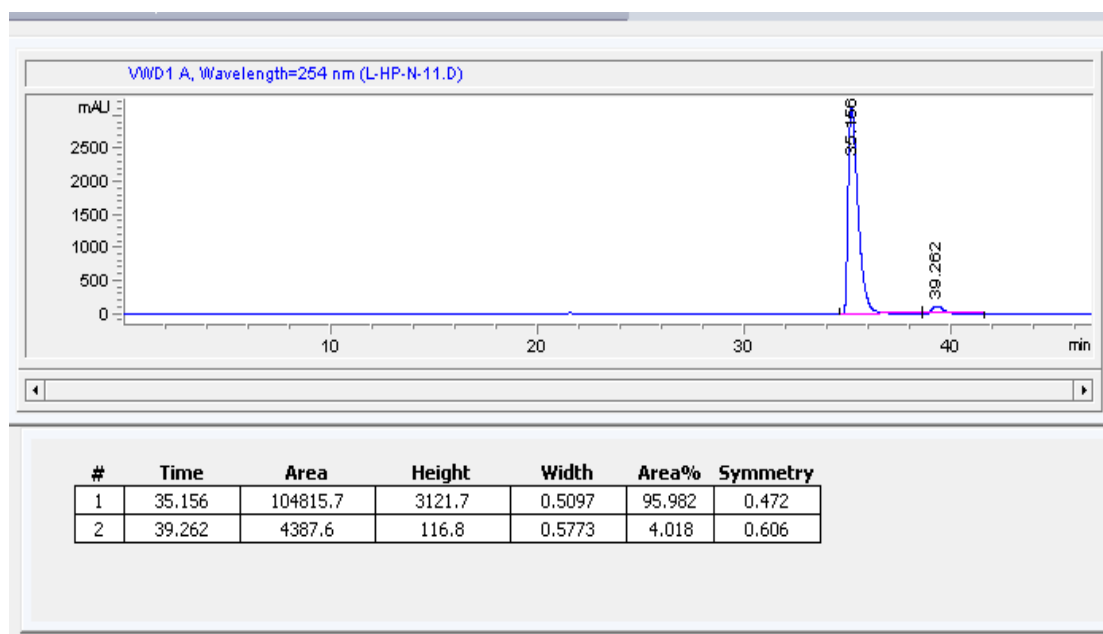 VWD1 A, Wavelength=254 nm (L-HP-N-11.D)
mAU
35.156
2500
2000
1500
1000
39.262
500
0
10 20 30 40 min
# Time Area Height Width Area% Symmetry
1 35.156 104815.7 3121.7 0.5097 95.982 0.472
2 39.262 4387.6 116.8 0.5773 4.018 0.606